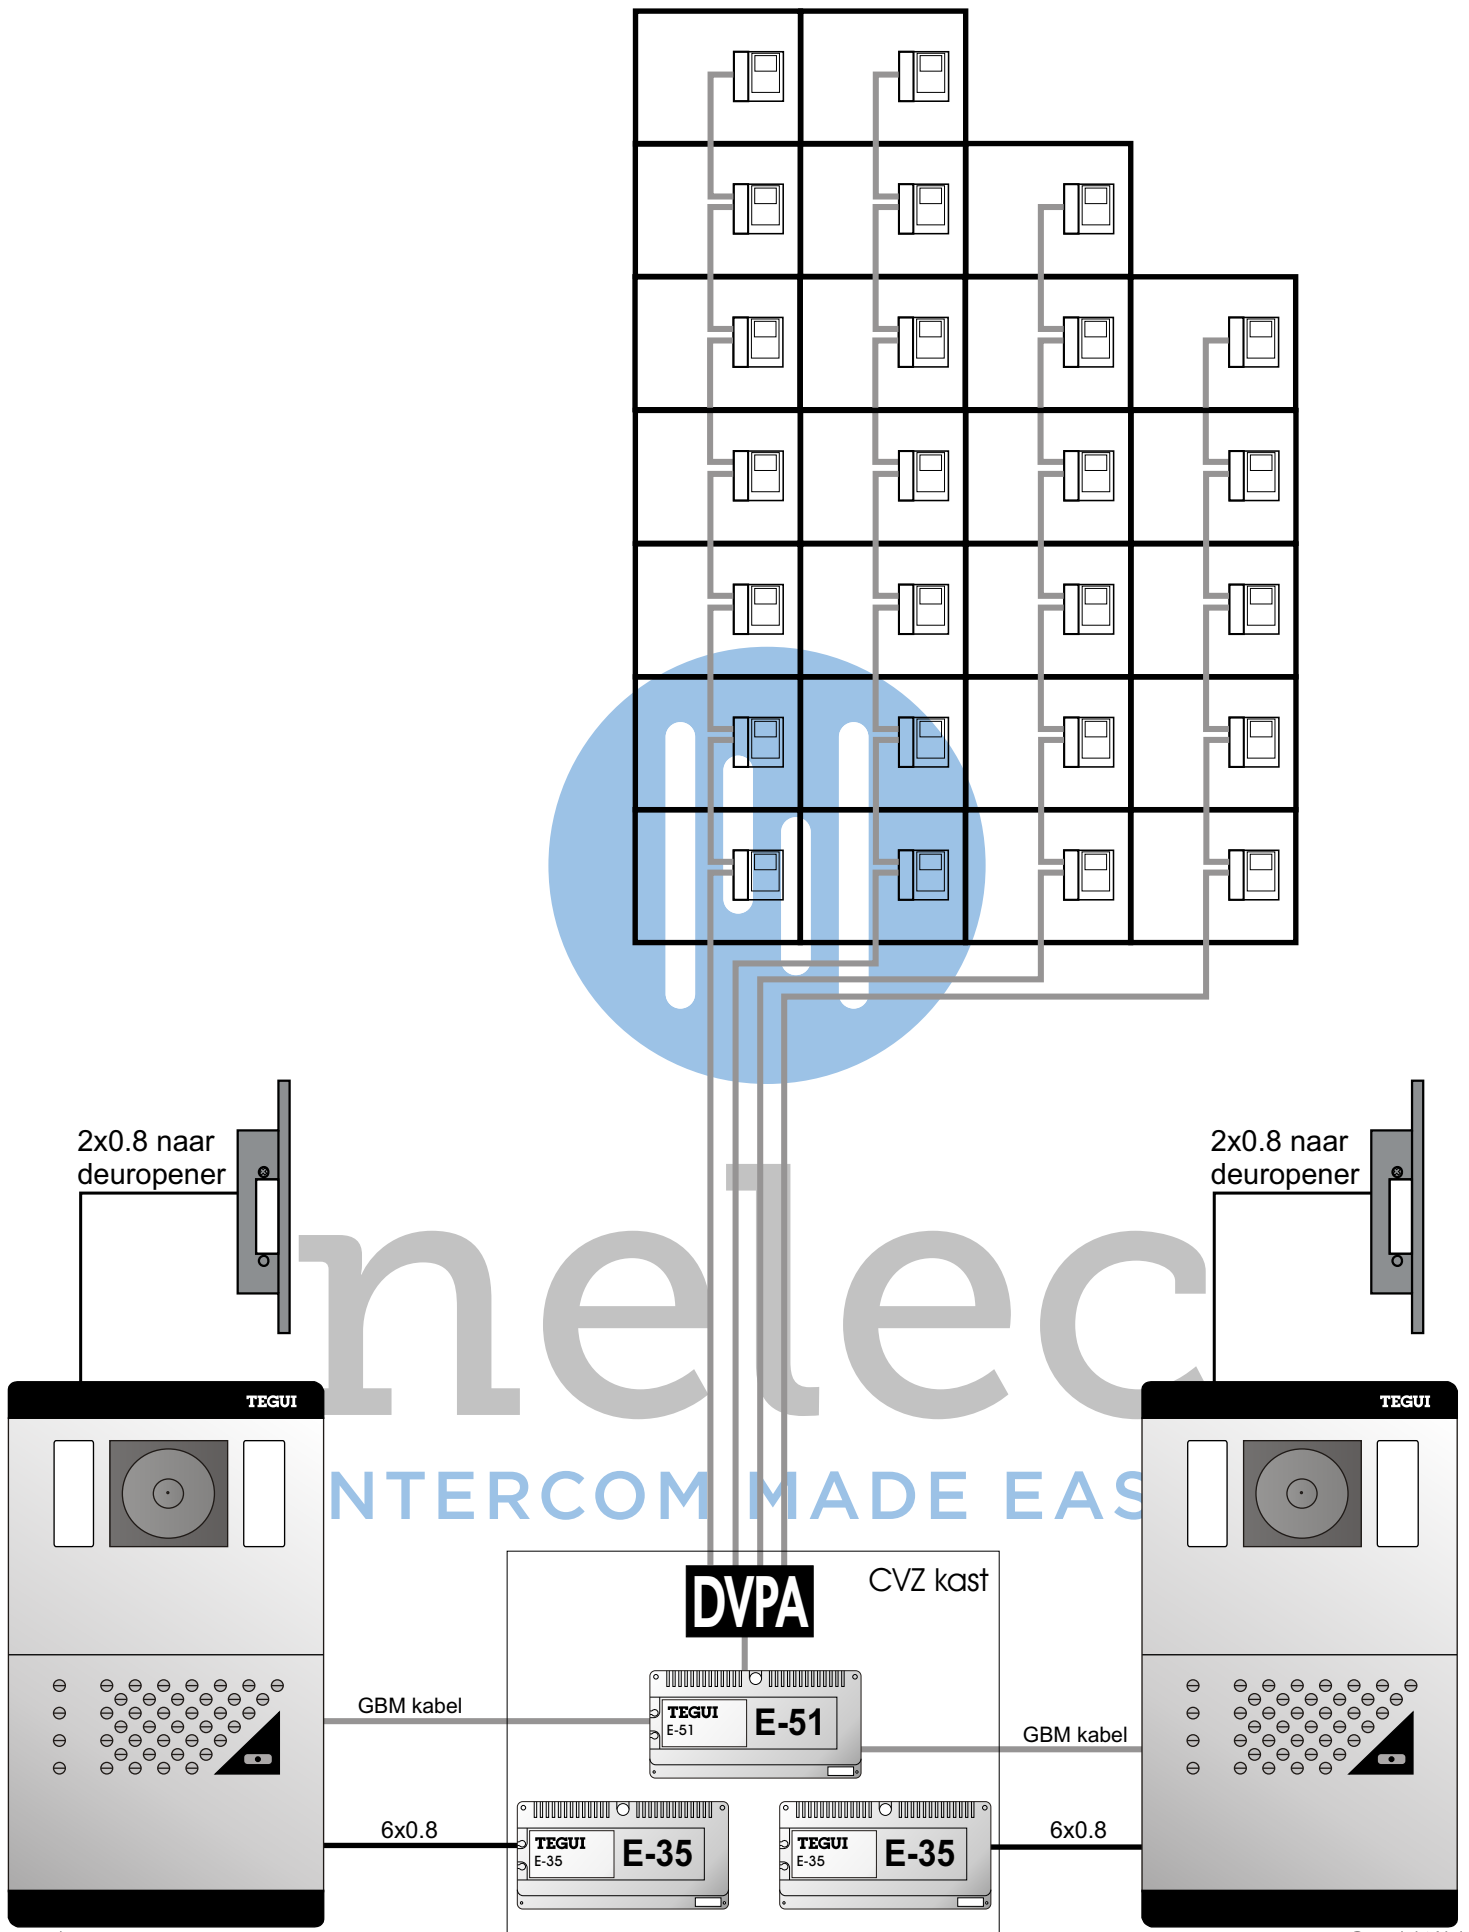 2x0.8 naar
deuropener
2x0.8 naar
deuropener
nelec
TEGUI
TEGUI
NTERCOM MADE EAS
DVPA
CVZ kast
GBM kabel
TEGUI
E-51
E-51
GBM kabel
6x0.8
TEGUI
E-35
E-35
TEGUI
E-35
E-35
6x0.8